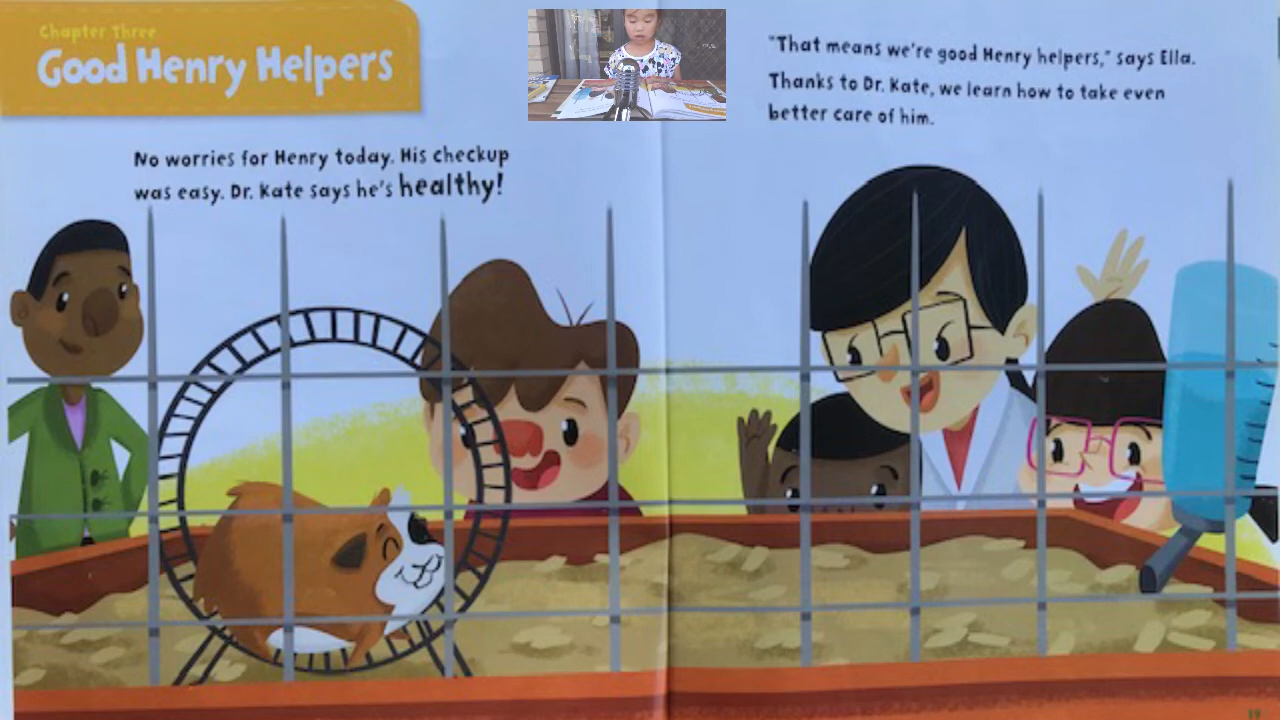 Chapter Three
Good Henry Helpers
No worries for Henry today. His checkup
was easy. Dr. Kate says he's healthy!
"That means we're good Henry helpers," says Ella.
Thanks to Dr. Kate, we learn how to take even
better care of him.